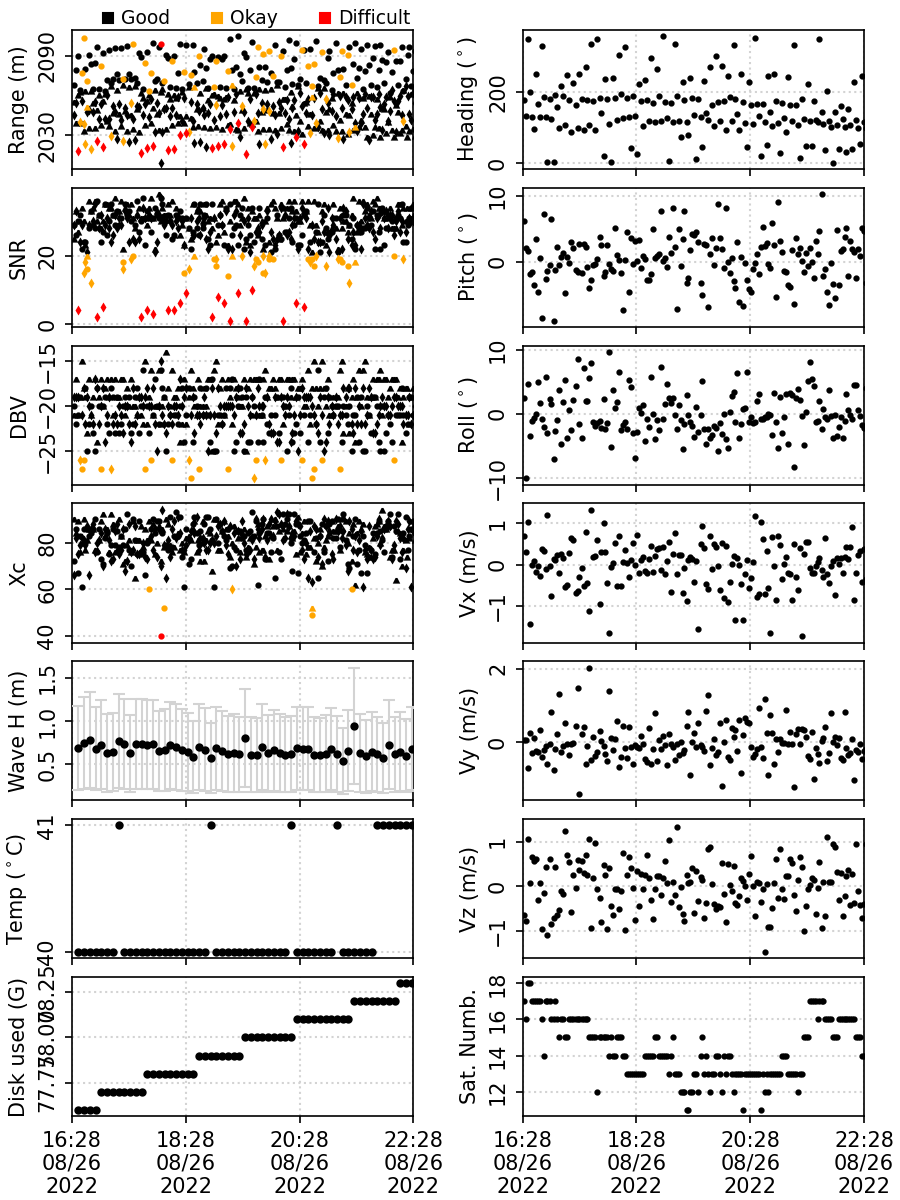 Good Okay Difficult
Range (m)
2090
2030
Heading (°)
200
0
SNR
20
0
Pitch (°)
10
0
DBV
−15
−20
−25
Roll (°)
10
0
−10
Xc
80
60
40
Vx (m/s)
1
0
−1
Wave H (m)
1.5
1.0
0.5
Vy (m/s)
2
0
Temp (°C)
41
40
Vz (m/s)
1
0
−1
Disk used (G)
78.25
78.00
77.75
Sat. Numb.
18
16
14
12
16:28 18:28 20:28 22:28 16:28 18:28 20:28 22:28
08/26 08/26 08/26 08/26 08/26 08/26 08/26 08/26
2022 2022 2022 2022 2022 2022 2022 2022